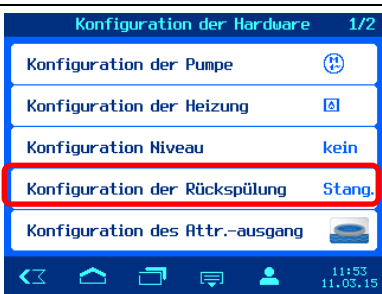 Konfiguration der Hardware 1/2
Konfiguration der Pumpe
Konfiguration der Heizung
Konfiguration Niveau kein
Konfiguration der Rückspülung Stang.
Konfiguration des Attr.-ausgang
11:53
11.03.15